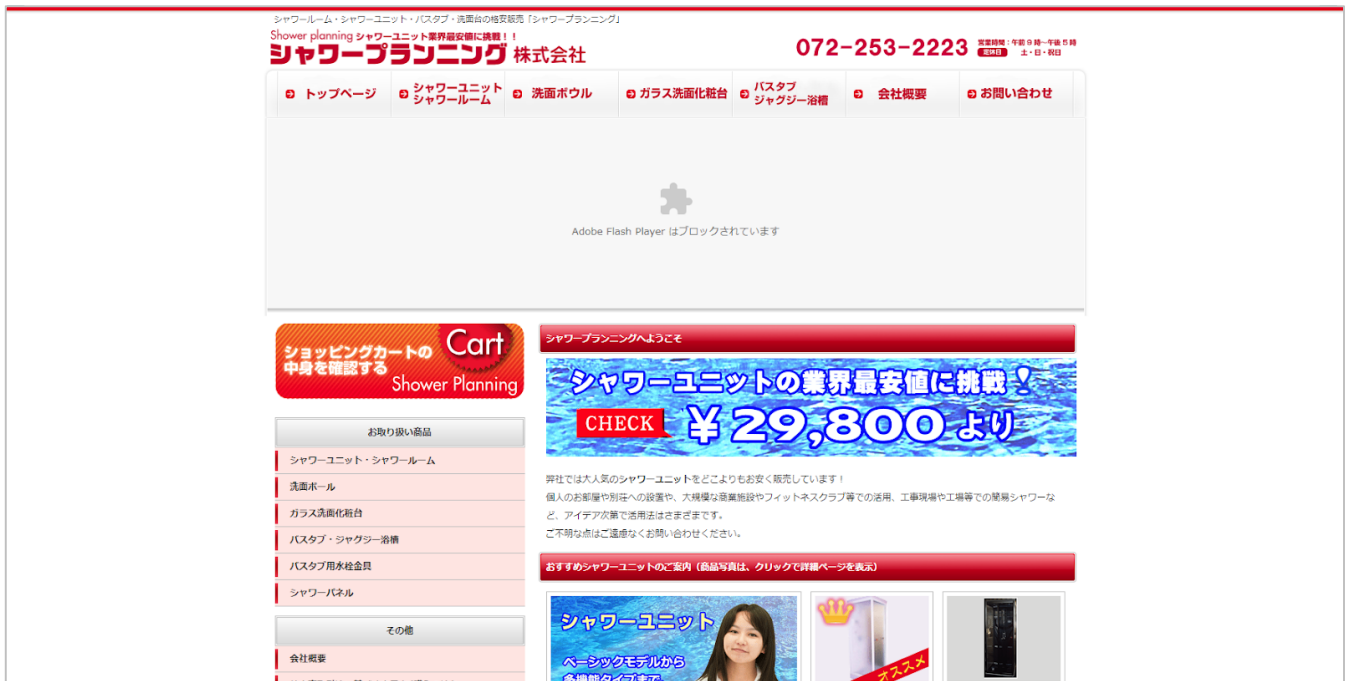 シャワールーム・シャワーユニット・バスタブ・洗面台の格安販売「シャワープランニング」
Shower planning シャワーユニット業界最安値に挑戦！！
シャワープランニング 株式会社
072-253-2223 営業時間：午前9時〜午後5時
定休日 土・日・祝日
トップページ
シャワーユニット
シャワールーム
洗面ボウル
ガラス洗面化粧台
バスタブ
ジャグジー浴槽
会社概要
お問い合わせ
Adobe Flash Player はブロックされています
ショッピングカートの
中身を確認する
Cart
Shower Planning
お取り扱い商品
シャワーユニット・シャワールーム
洗面ボール
ガラス洗面化粧台
バスタブ・ジャグジー浴槽
バスタブ用水栓金具
シャワーパネル
その他
会社概要
シャワープランニングへようこそ
シャワーユニットの業界最安値に挑戦！
CHECK ￥29,800より
弊社では大人気のシャワーユニットをどこよりもお安く販売しています！
個人のお部屋や別荘への設置や、大規模な商業施設やフィットネスクラブ等での活用、工事現場や工場等での簡易シャワーな
ど、アイデア次第で活用法はさまざまです。
ご不明な点はご遠慮なくお問い合わせください。
おすすめシャワーユニットのご案内（商品写真は、クリックで詳細ページを表示）
シャワーユニット
ベーシックモデルから
多機能タイプまで
オススメ